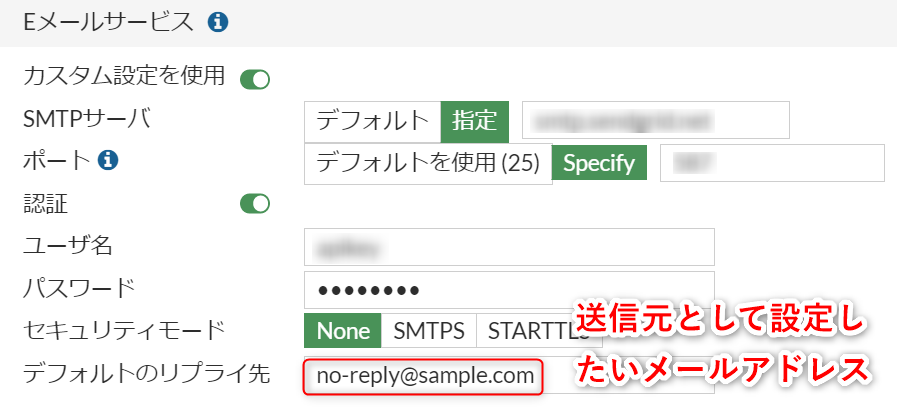 Eメールサービス
カスタム設定を使用
SMTPサーバ デフォルト 指定
ポート デフォルトを使用 (25) Specify
認証
ユーザ名
パスワード
セキュリティモード None SMTPS STARTTLS
デフォルトのリプライ先 no-reply@sample.com
送信元として設定し
たいメールアドレス